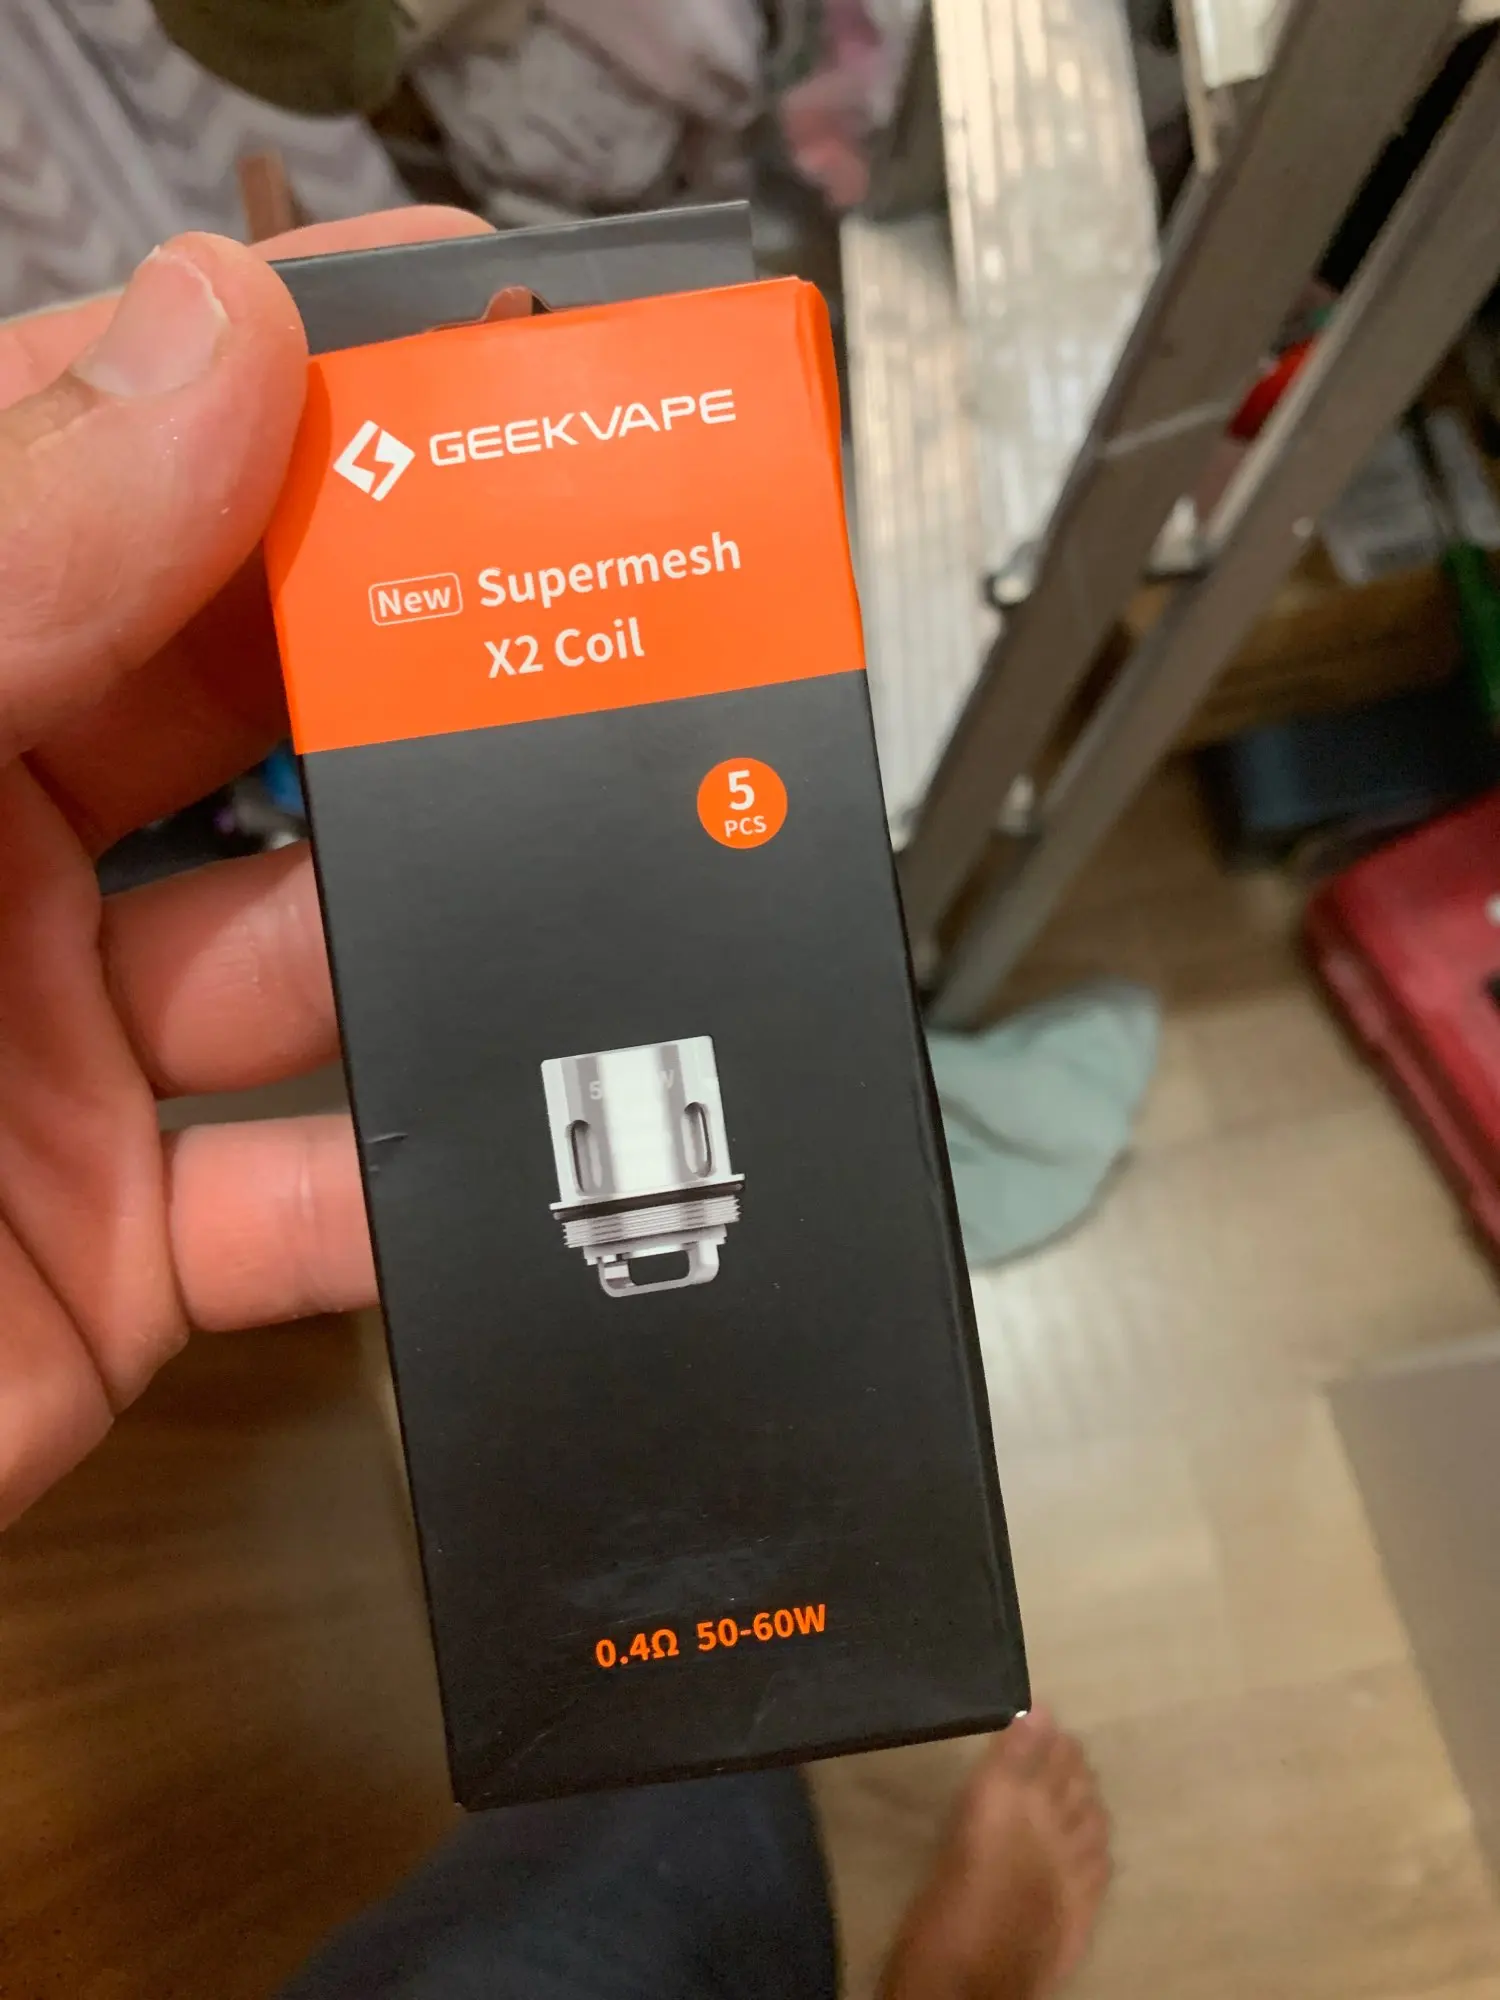 GEEKVAPE
New Supermesh
X2 Coil
5
PCS
0.4Ω 50-60W